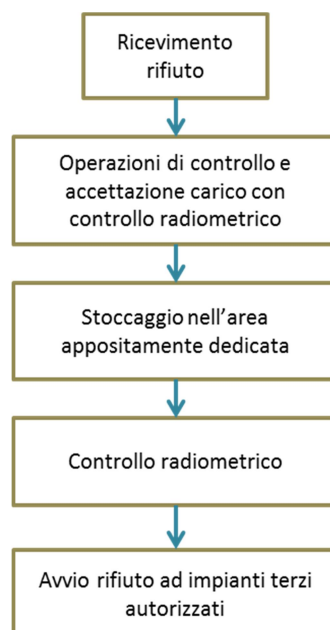 Ricevimento
rifiuto
Operazioni di controllo e
accettazione carico con
controllo radiometrico
Stoccaggio nell'area
appositamente dedicata
Controllo radiometrico
Avvio rifiuto ad impianti terzi
autorizzati